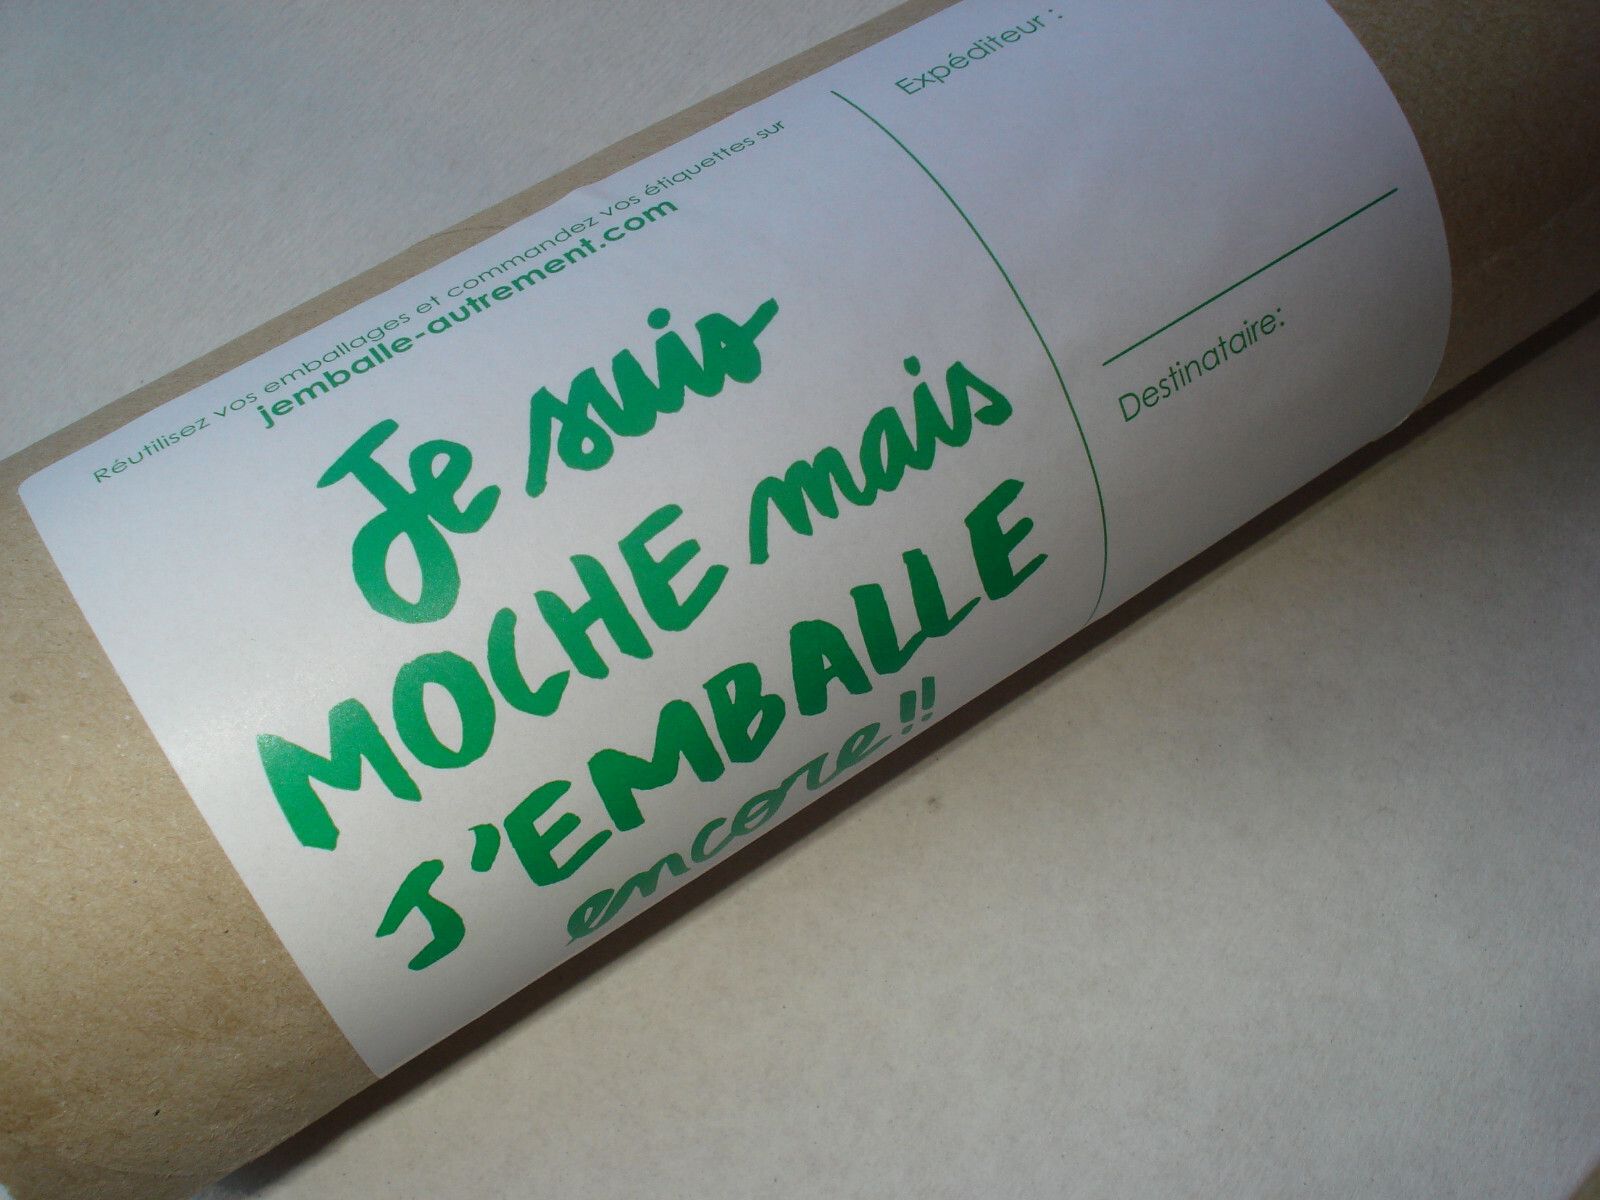 Réutilisez vos emballages et commandez vos étiquettes sur
jemballe-autrement.com
Je suis
MOCHE mais
J'EMBALLE
encore!!
Expéditeur :
Destinataire: